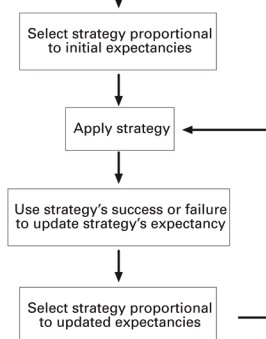 Select strategy proportional
to initial expectancies
Apply strategy
Use strategy's success or failure
to update strategy's expectancy
Select strategy proportional
to updated expectancies